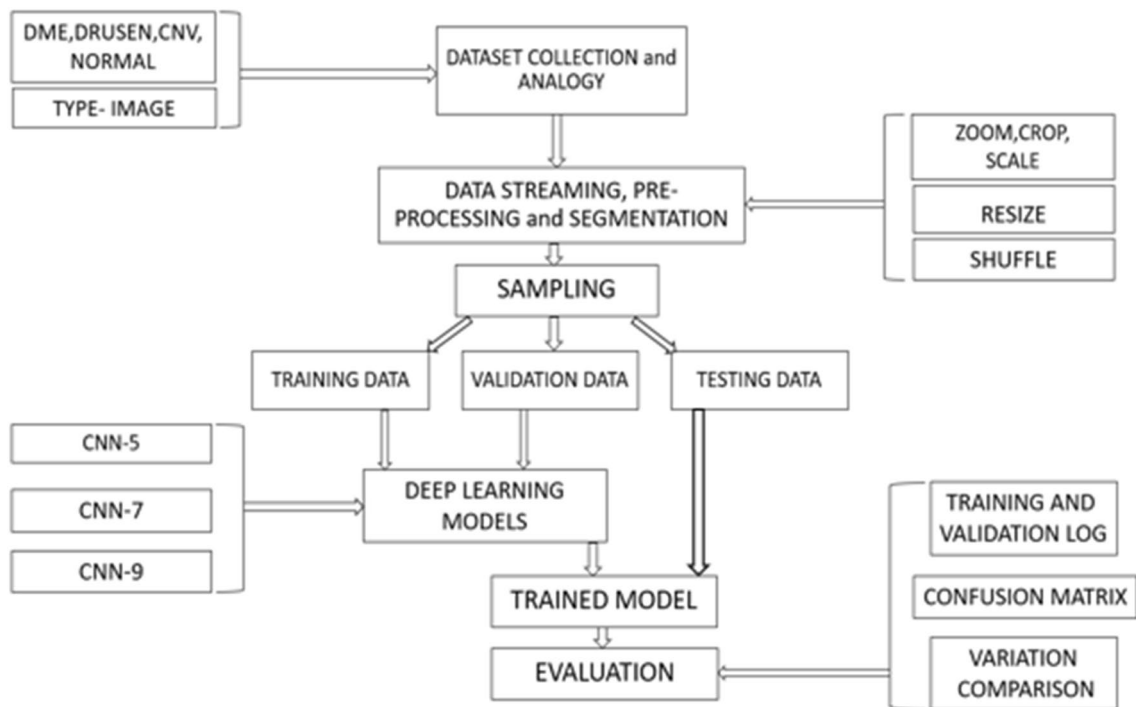 DME,DRUSEN,CNV,
NORMAL
TYPE- IMAGE
DATASET COLLECTION and
ANALOGY
ZOOM,CROP,
SCALE
RESIZE
SHUFFLE
DATA STREAMING, PRE-
PROCESSING and SEGMENTATION
SAMPLING
TRAINING DATA
VALIDATION DATA
TESTING DATA
CNN-5
CNN-7
CNN-9
DEEP LEARNING
MODELS
TRAINED MODEL
EVALUATION
TRAINING AND
VALIDATION LOG
CONFUSION MATRIX
VARIATION
COMPARISON